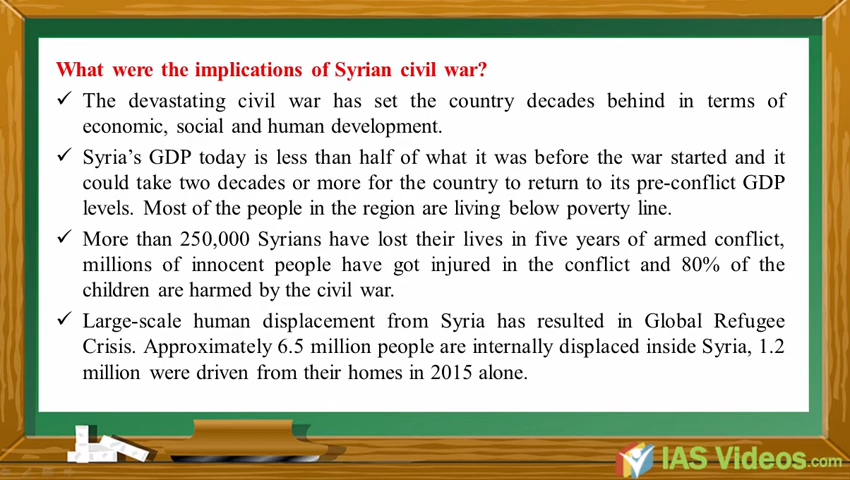 What were the implications of Syrian civil war?
✓ The devastating civil war has set the country decades behind in terms of
economic, social and human development.
✓ Syria's GDP today is less than half of what it was before the war started and it
could take two decades or more for the country to return to its pre-conflict GDP
levels. Most of the people in the region are living below poverty line.
✓ More than 250,000 Syrians have lost their lives in five years of armed conflict,
millions of innocent people have got injured in the conflict and 80% of the
children are harmed by the civil war.
✓ Large-scale human displacement from Syria has resulted in Global Refugee
Crisis. Approximately 6.5 million people are internally displaced inside Syria, 1.2
million were driven from their homes in 2015 alone.
IAS Videos.com